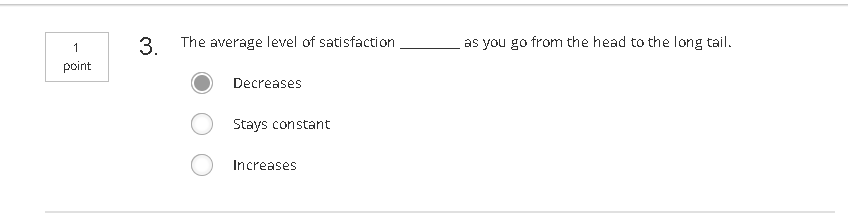 1
point
3.
The average level of satisfaction ________ as you go from the head to the long tail.
Decreases
Stays constant
Increases